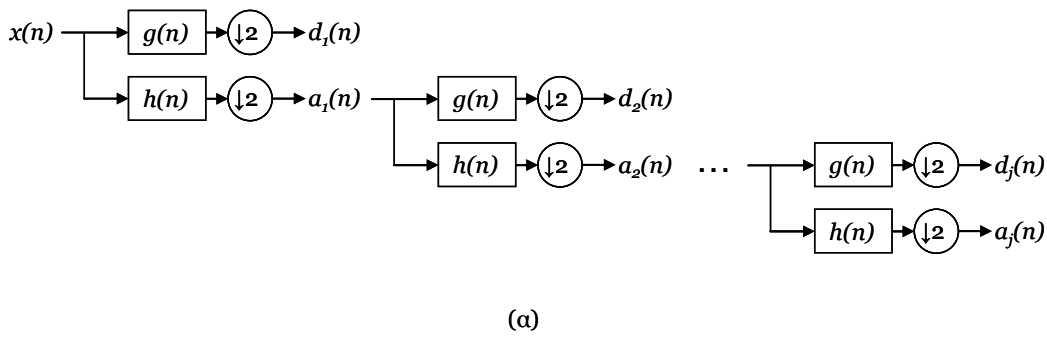 x(n) g(n) ↓2 d₁(n)
h(n) ↓2 a₁(n) g(n) ↓2 d₂(n)
h(n) ↓2 a₂(n) ... g(n) ↓2 dⱼ(n)
h(n) ↓2 aⱼ(n)
(α)